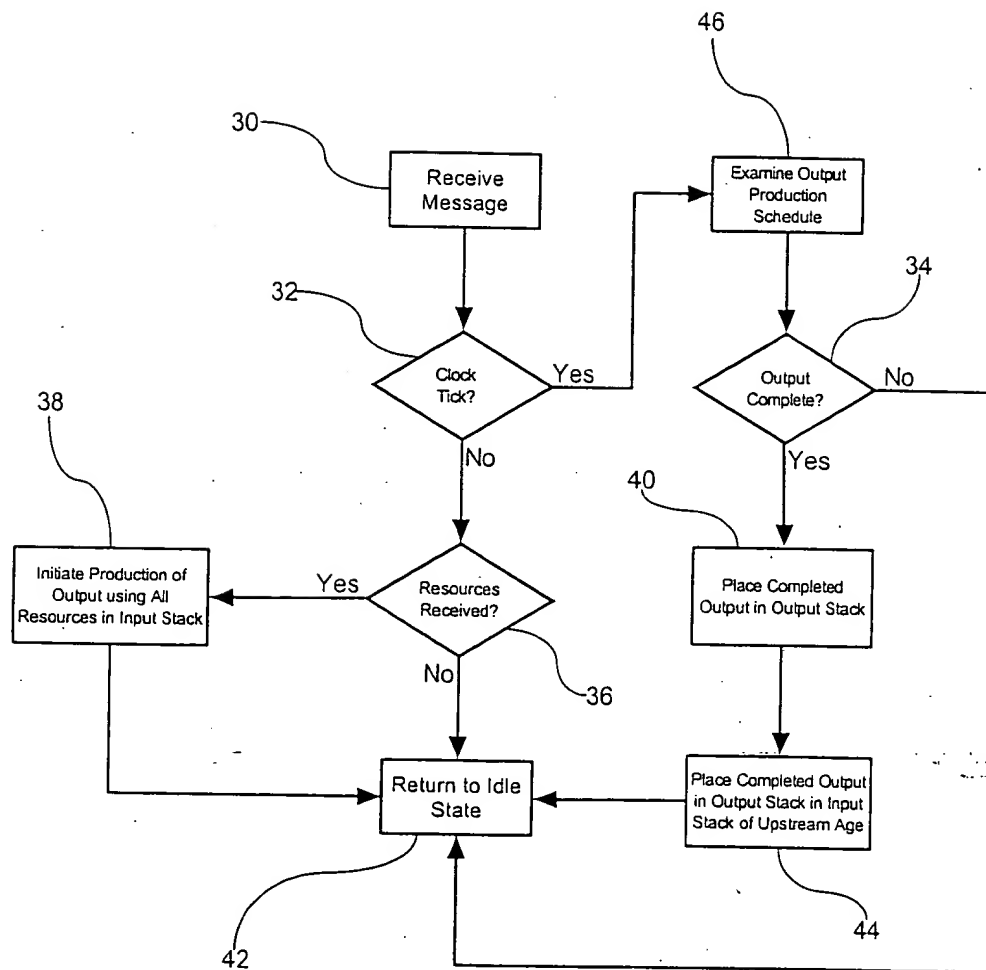 46
30
Receive
Message
Examine Output
Production
Schedule
32
34
Clock
Tick?
Yes
Output
Complete?
No
38
No
Yes
40
Initiate Production of
Output using All
Resources in Input Stack
Yes
Resources
Received?
Place Completed
Output in Output Stack
No
36
Return to Idle
State
Place Completed Output
in Output Stack in Input
Stack of Upstream Age
42
44